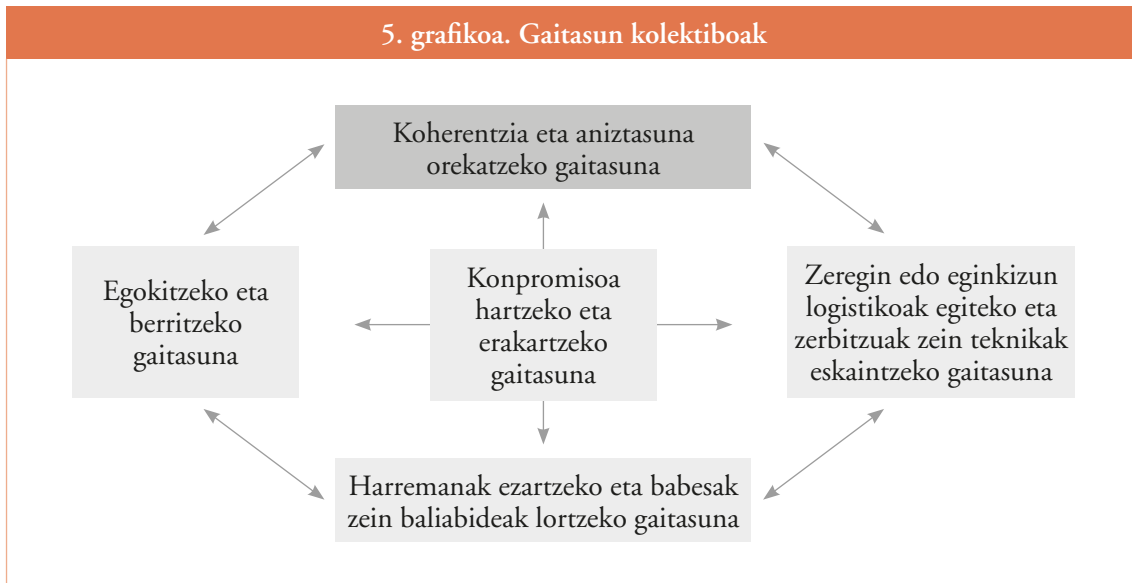 5. grafikoa. Gaitasun kolektiboak
Koherentzia eta aniztasuna
orekatzeko gaitasuna
Egokitzeko eta
berritzeko
gaitasuna
Konpromisoa
hartzeko eta
erakartzeko
gaitasuna
Zeregin edo eginkizun
logistikoak egiteko eta
zerbitzuak zein teknikak
eskaintzeko gaitasuna
Harremanak ezartzeko eta babesak
zein baliabideak lortzeko gaitasuna